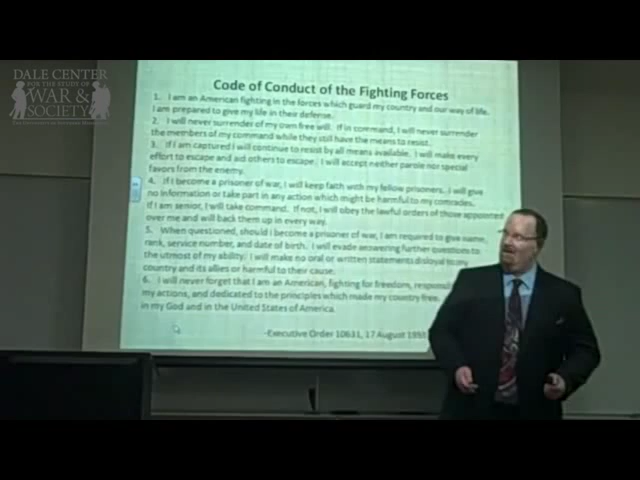 DALE CENTER
FOR THE STUDY OF
WAR &
SOCIETY
Code of Conduct of the Fighting Forces
1. I am an American fighting in the forces which guard my country and our way of life.
I am prepared to give my life in their defense.
2. I will never surrender of my own free will. If in command, I will never surrender
the members of my command while they still have the means to resist.
3. If I am captured I will continue to resist by all means available. I will make every
effort to escape and aid others to escape. I will accept neither parole nor special
favors from the enemy.
4. If I become a prisoner of war, I will keep faith with my fellow prisoners. I will give
no information or take part in any action which might be harmful to my comrades.
If I am senior, I will take command. If not, I will obey the lawful orders of those appointed
over me and will back them up in every way.
5. When questioned, should I become a prisoner of war, I am required to give name,
rank, service number, and date of birth. I will evade answering further questions to
the utmost of my ability. I will make no oral or written statements disloyal to my
country and its allies or harmful to their cause.
6. I will never forget that I am an American, fighting for freedom,
my actions, and dedicated to the principles which made my country free.
in my God and in the United States of America.
-Executive Order 10631, 17 August